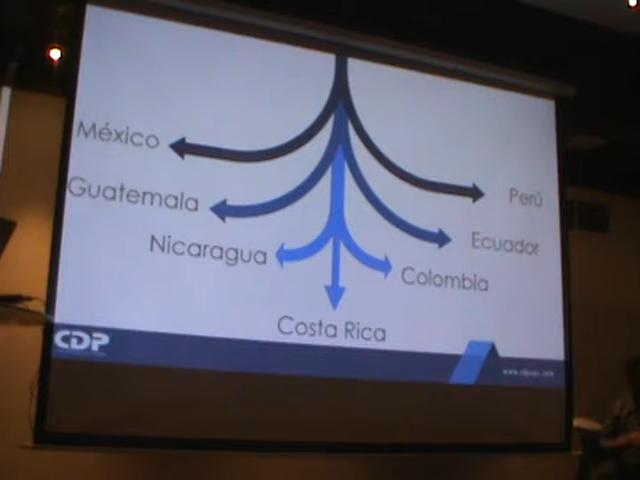 México
Perú
Guatemala
Ecuador
Nicaragua
Colombia
Costa Rica
CDP